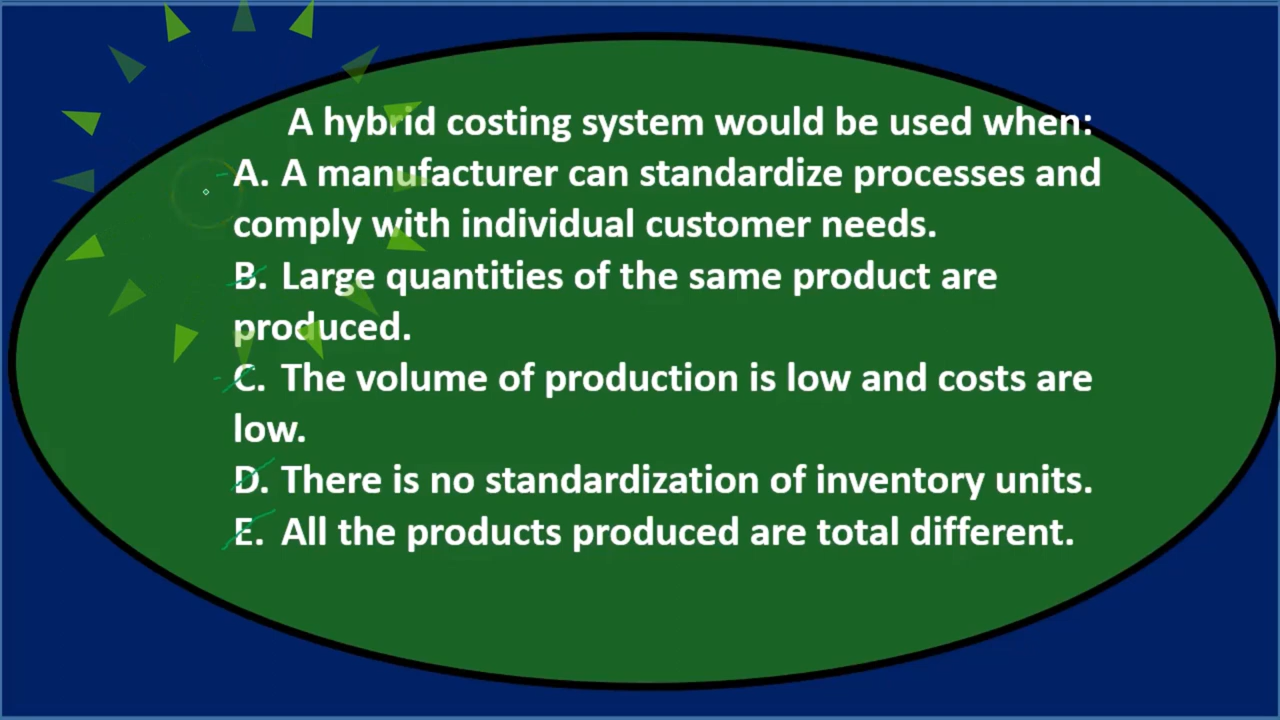 A hybrid costing system would be used when:
A. A manufacturer can standardize processes and
comply with individual customer needs.
B. Large quantities of the same product are
produced.
C. The volume of production is low and costs are
low.
D. There is no standardization of inventory units.
E. All the products produced are total different.